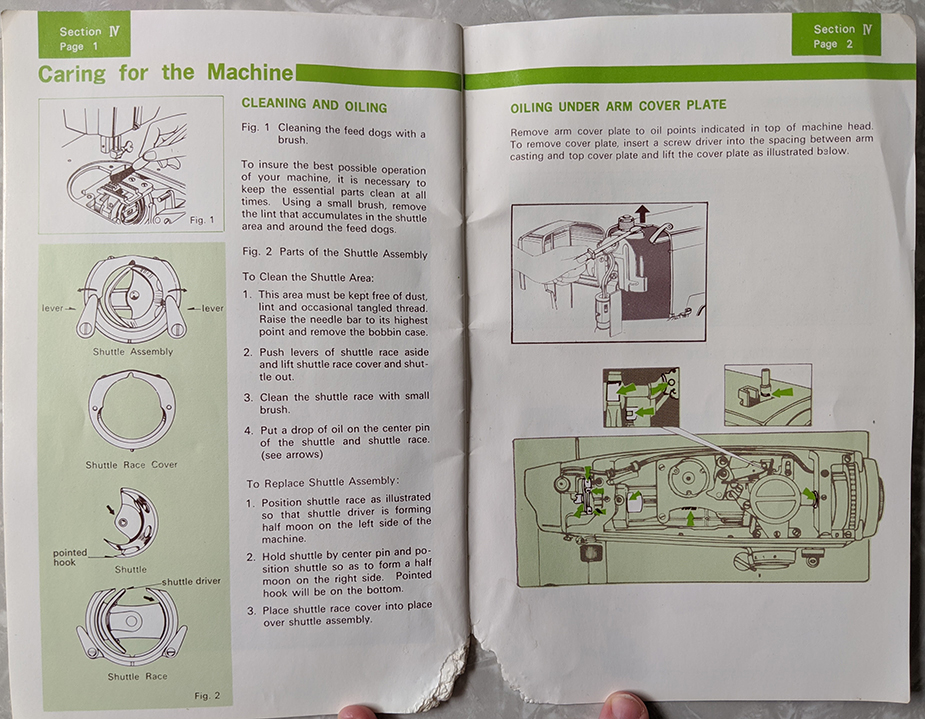 Section IV
Page 1
Caring for the Machine
Fig. 1
lever
lever
Shuttle Assembly
Shuttle Race Cover
pointed
hook
Shuttle
shuttle driver
Shuttle Race
Fig. 2
CLEANING AND OILING
Fig. 1 Cleaning the feed dogs with a
brush.
To insure the best possible operation
of your machine, it is necessary to
keep the essential parts clean at all
times. Using a small brush, remove
the lint that accumulates in the shuttle
area and around the feed dogs.
Fig. 2 Parts of the Shuttle Assembly
To Clean the Shuttle Area:
1. This area must be kept free of dust,
lint and occasional tangled thread.
Raise the needle bar to its highest
point and remove the bobbin case.
2. Push levers of shuttle race aside
and lift shuttle race cover and shut-
tle out.
3. Clean the shuttle race with small
brush.
4. Put a drop of oil on the center pin
of the shuttle and shuttle race.
(see arrows)
To Replace Shuttle Assembly:
1. Position shuttle race as illustrated
so that shuttle driver is forming
half moon on the left side of the
machine.
2. Hold shuttle by center pin and po-
sition shuttle so as to form a half
moon on the right side. Pointed
hook will be on the bottom.
3. Place shuttle race cover into place
over shuttle assembly.
Section IV
Page 2
OILING UNDER ARM COVER PLATE
Remove arm cover plate to oil points indicated in top of machine head.
To remove cover plate, insert a screw driver into the spacing between arm
casting and top cover plate and lift the cover plate as illustrated below.